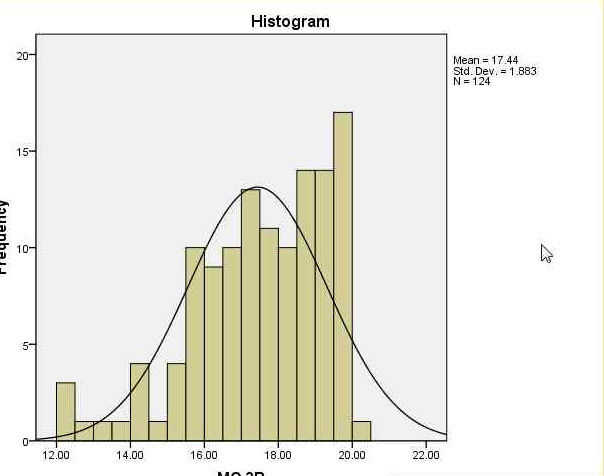 Histogram
20
Mean = 17.44
Std. Dev. = 1.883
N = 124
15
Frequency
10
5
0
12.00 14.00 16.00 18.00 20.00 22.00